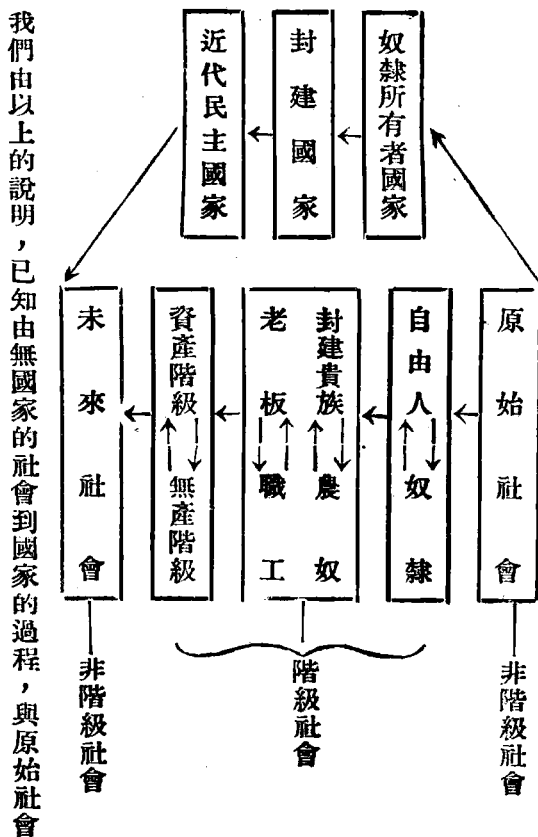 奴隸所有者國家
封建國家
近代民主國家
原始社會
自由人
奴隸
封建貴族
農奴
老板
職工
資產階級
無產階級
未來社會
非階級社會
階級社會
非階級社會
我們由以上的說明，已知由無國家的社會到國家的過程，與原始社會